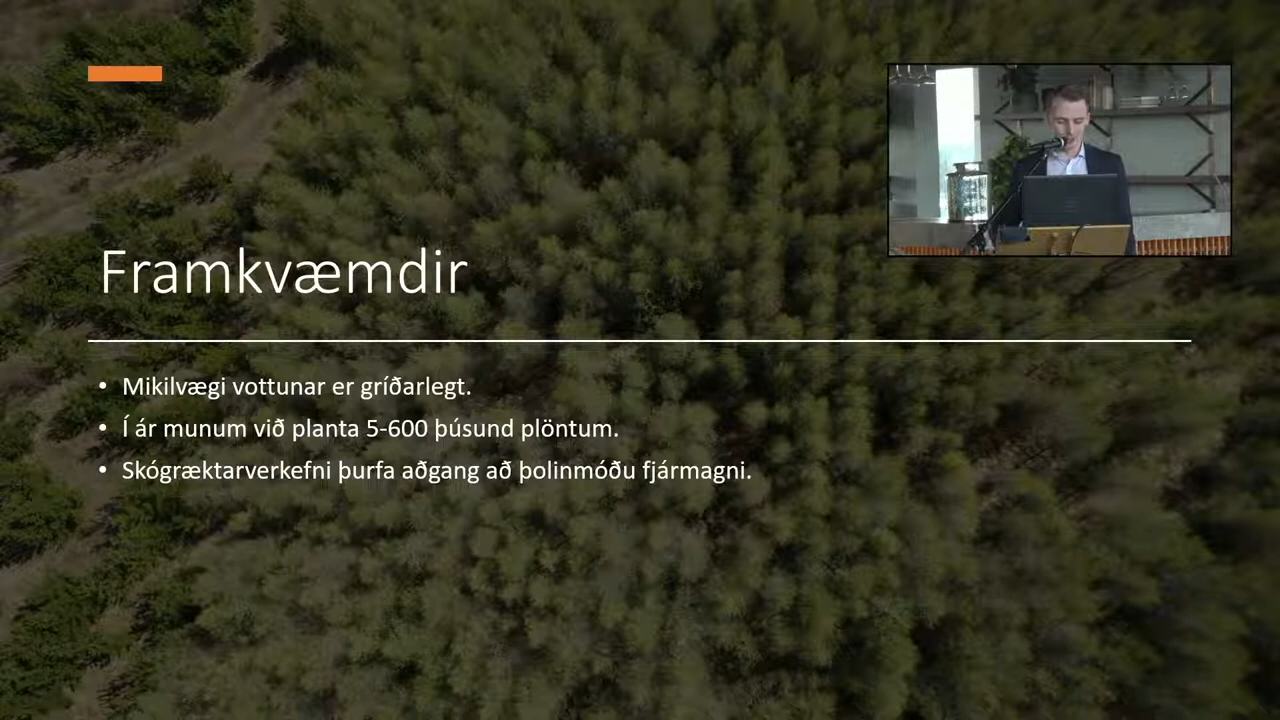 Framkvæmdir
• Mikilvægi vottunar er gríðarlegt.
• Í ár munum við planta 5-600 þúsund plöntum.
• Skógræktarverkefni þurfa aðgang að þolinmóðu fjármagni.